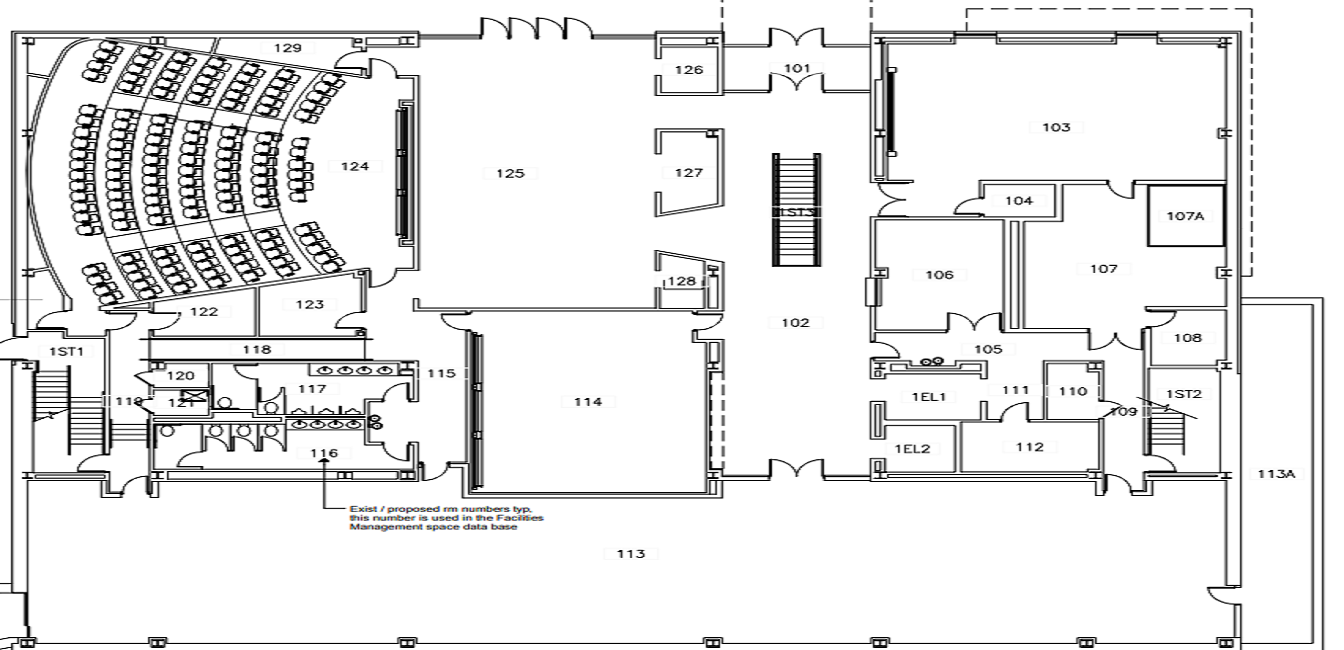 129
126
101
103
124
125
127
104
1ST3
107A
106
107
128
122
123
102
1ST1
118
105
108
120
117
115
111
110
1ST2
121
119
1EL1
114
109
116
1EL2
112
113A
Exist / proposed rm numbers typ,
this number is used in the Facilities
Management space data base
113